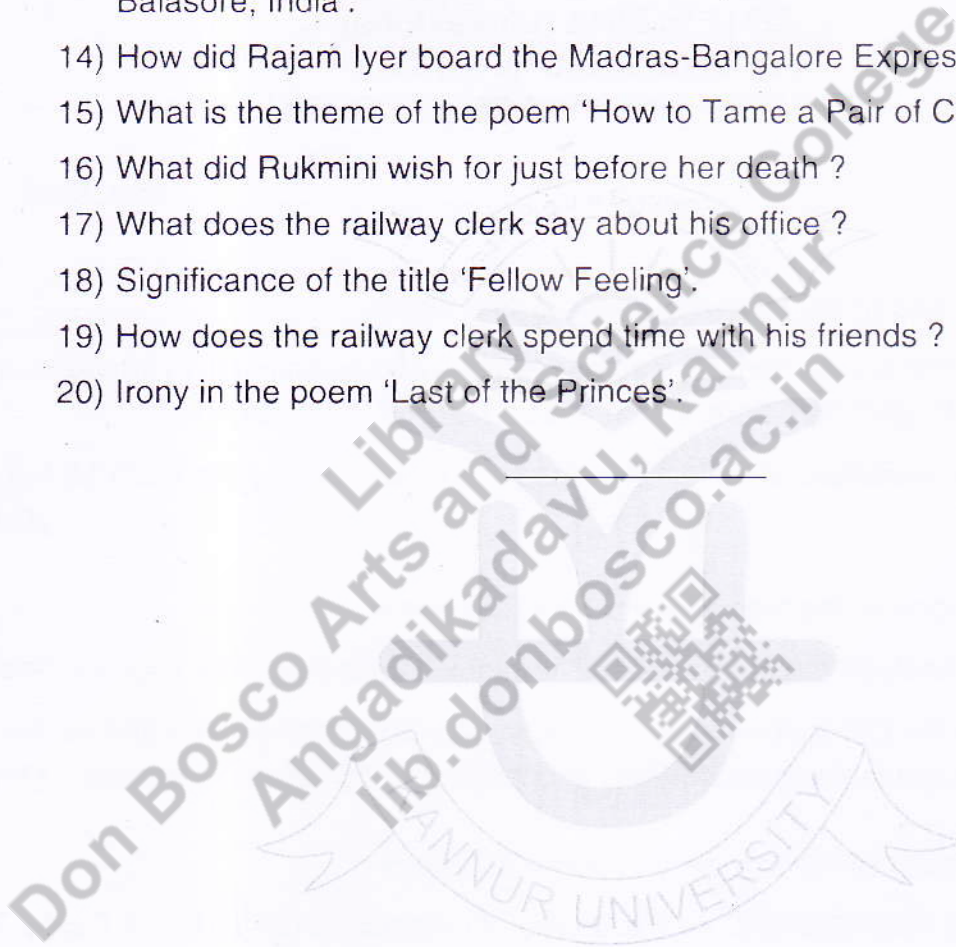 Balasore, India'.
14) How did Rajam Iyer board the Madras-Bangalore Expres
15) What is the theme of the poem 'How to Tame a Pair of C
16) What did Rukmini wish for just before her death ?
17) What does the railway clerk say about his office ?
18) Significance of the title 'Fellow Feeling'.
19) How does the railway clerk spend time with his friends ?
20) Irony in the poem 'Last of the Princes'.
Library
Don Bosco Arts and Science College
Angadikadavu, Kannur
lib.donbosco.ac.in
ANNUR UNIVERSITY